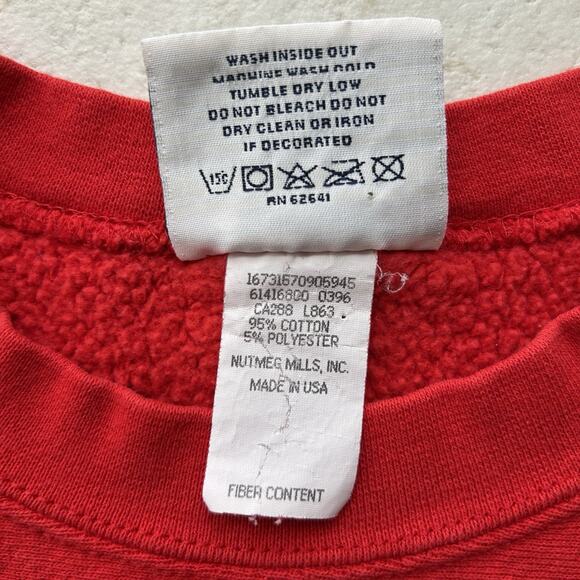 WASH INSIDE OUT
MACHINE WASH COLD
TUMBLE DRY LOW
DO NOT BLEACH DO NOT
DRY CLEAN OR IRON
IF DECORATED
15c
RN 62641
16731570905945
61416800 0396
CA288 L863
95% COTTON
5% POLYESTER
NUTMEG MILLS, INC.
MADE IN USA
FIBER CONTENT